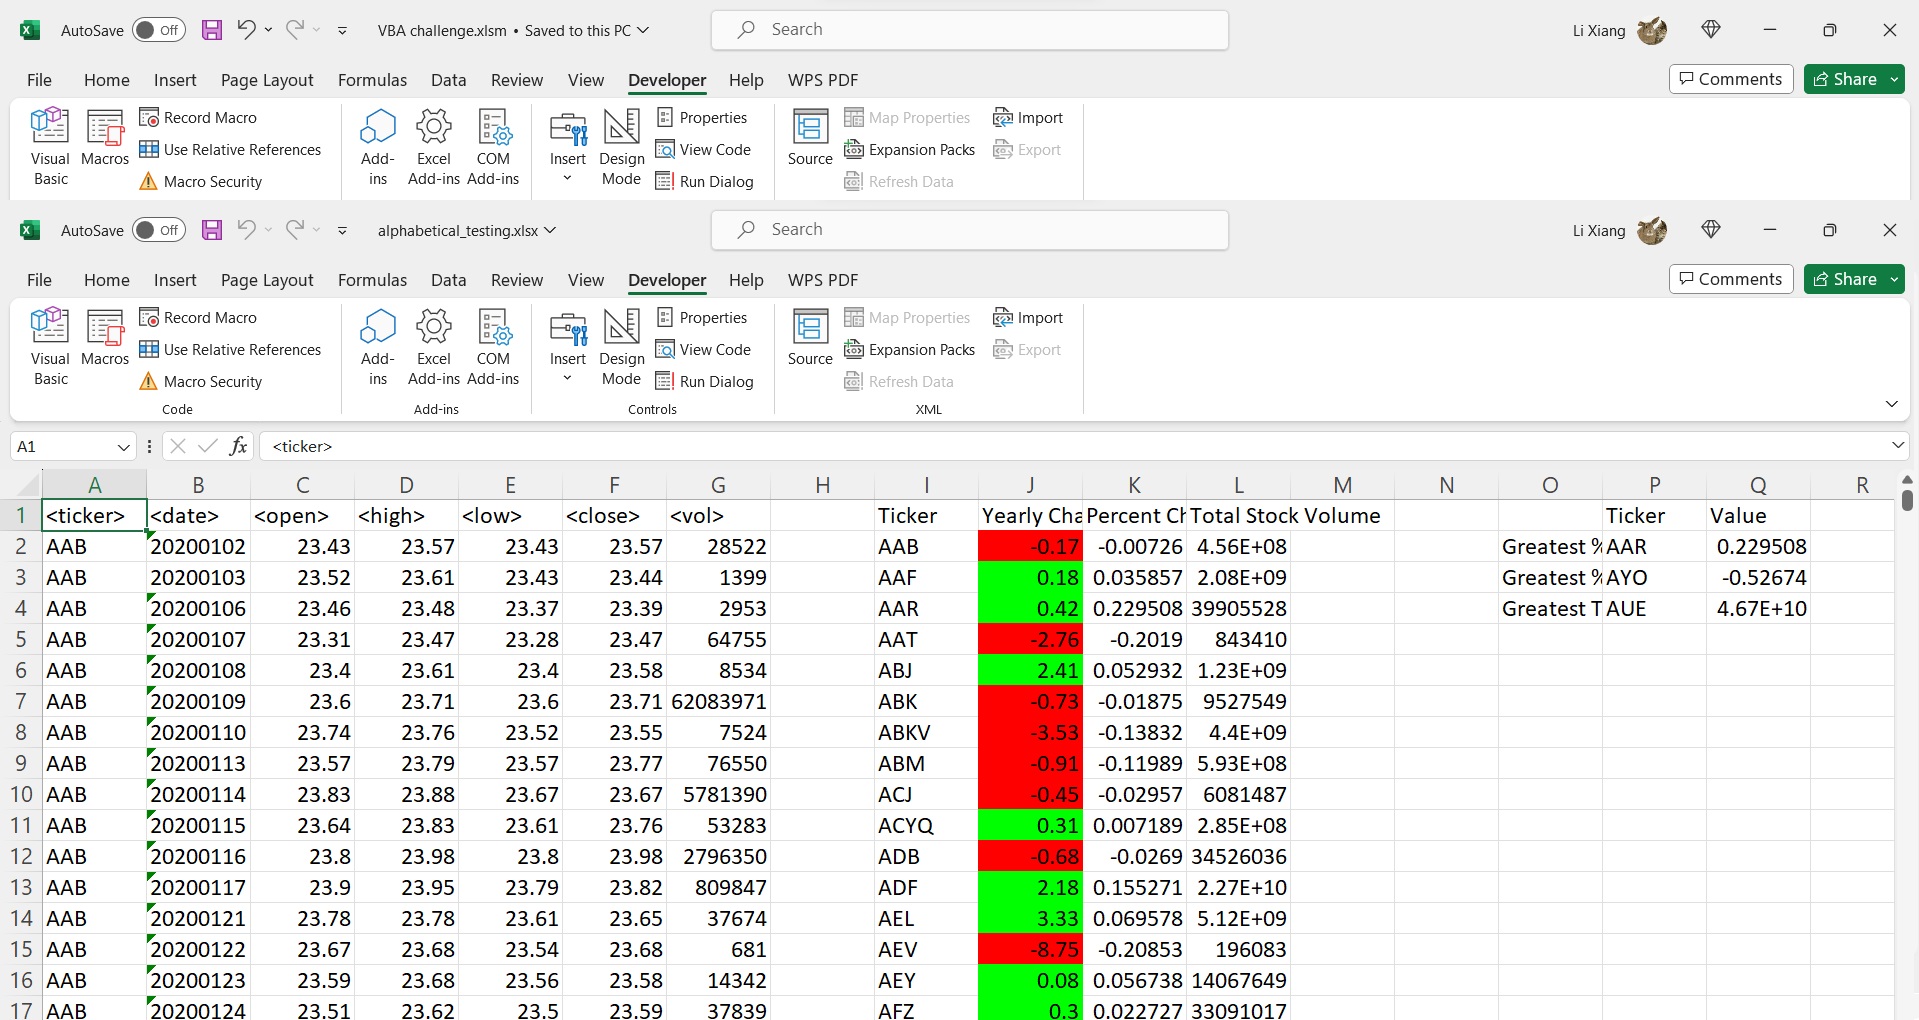 AutoSave Off VBA challenge.xlsm • Saved to this PC Search Li Xiang
File Home Insert Page Layout Formulas Data Review View Developer Help WPS PDF Comments Share
Visual Basic Macros Record Macro Use Relative References Macro Security Add-ins Excel Add-ins COM Add-ins Insert Design Mode Properties View Code Run Dialog Source Map Properties Expansion Packs Refresh Data Import Export
AutoSave Off alphabetical_testing.xlsx Search Li Xiang
File Home Insert Page Layout Formulas Data Review View Developer Help WPS PDF Comments Share
Visual Basic Macros Record Macro Use Relative References Macro Security Add-ins Excel Add-ins COM Add-ins Insert Design Mode Properties View Code Run Dialog Source Map Properties Expansion Packs Refresh Data Import Export
Code Add-ins Controls XML
A1 fx <ticker>
A B C D E F G H I J K L M N O P Q R
1 <ticker> <date> <open> <high> <low> <close> <vol> Ticker Yearly Cha Percent Ch Total Stock Volume Ticker Value
2 AAB 20200102 23.43 23.57 23.43 23.57 28522 AAB -0.17 -0.00726 4.56E+08 Greatest % AAR 0.229508
3 AAB 20200103 23.52 23.61 23.43 23.44 1399 AAF 0.18 0.035857 2.08E+09 Greatest % AYO -0.52674
4 AAB 20200106 23.46 23.48 23.37 23.39 2953 AAR 0.42 0.229508 39905528 Greatest T AUE 4.67E+10
5 AAB 20200107 23.31 23.47 23.28 23.47 64755 AAT -2.76 -0.2019 843410
6 AAB 20200108 23.4 23.61 23.4 23.58 8534 ABJ 2.41 0.052932 1.23E+09
7 AAB 20200109 23.6 23.71 23.6 23.71 62083971 ABK -0.73 -0.01875 9527549
8 AAB 20200110 23.74 23.76 23.52 23.55 7524 ABKV -3.53 -0.13832 4.4E+09
9 AAB 20200113 23.57 23.79 23.57 23.77 76550 ABM -0.91 -0.11989 5.93E+08
10 AAB 20200114 23.83 23.88 23.67 23.67 5781390 ACJ -0.45 -0.02957 6081487
11 AAB 20200115 23.64 23.83 23.61 23.76 53283 ACYQ 0.31 0.007189 2.85E+08
12 AAB 20200116 23.8 23.98 23.8 23.98 2796350 ADB -0.68 -0.0269 34526036
13 AAB 20200117 23.9 23.95 23.79 23.82 809847 ADF 2.18 0.155271 2.27E+10
14 AAB 20200121 23.78 23.78 23.61 23.65 37674 AEL 3.33 0.069578 5.12E+09
15 AAB 20200122 23.67 23.68 23.54 23.68 681 AEV -8.75 -0.20853 196083
16 AAB 20200123 23.59 23.68 23.56 23.58 14342 AEY 0.08 0.056738 14067649
17 AAB 20200124 23.51 23.62 23.5 23.59 37839 AFZ 0.3 0.022727 33091017